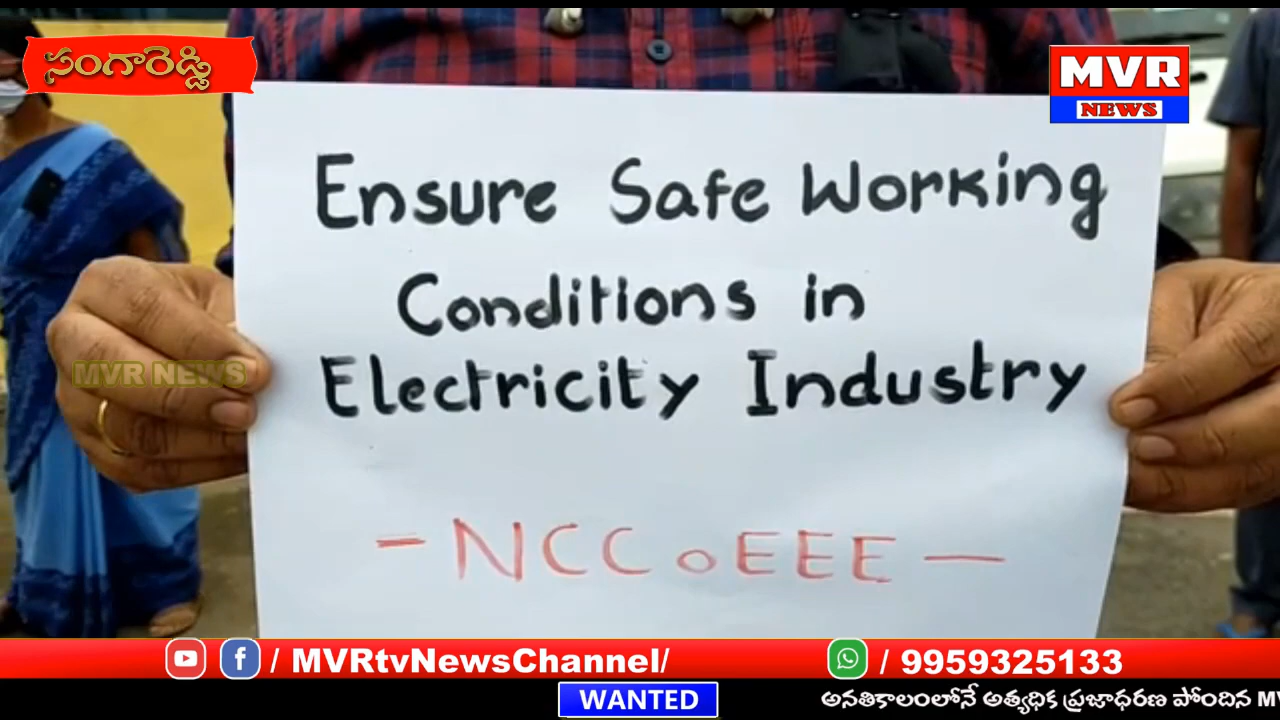 సంగారెడ్డి
MVR
NEWS
Ensure Safe Working
Conditions in
Electricity Industry
- NCCoEEE -
MVR NEWS
/ MVRtvNewsChannel/
/ 9959325133
WANTED
అనతికాలంలోనే అత్యధిక ప్రజాధరణ పోందిన M